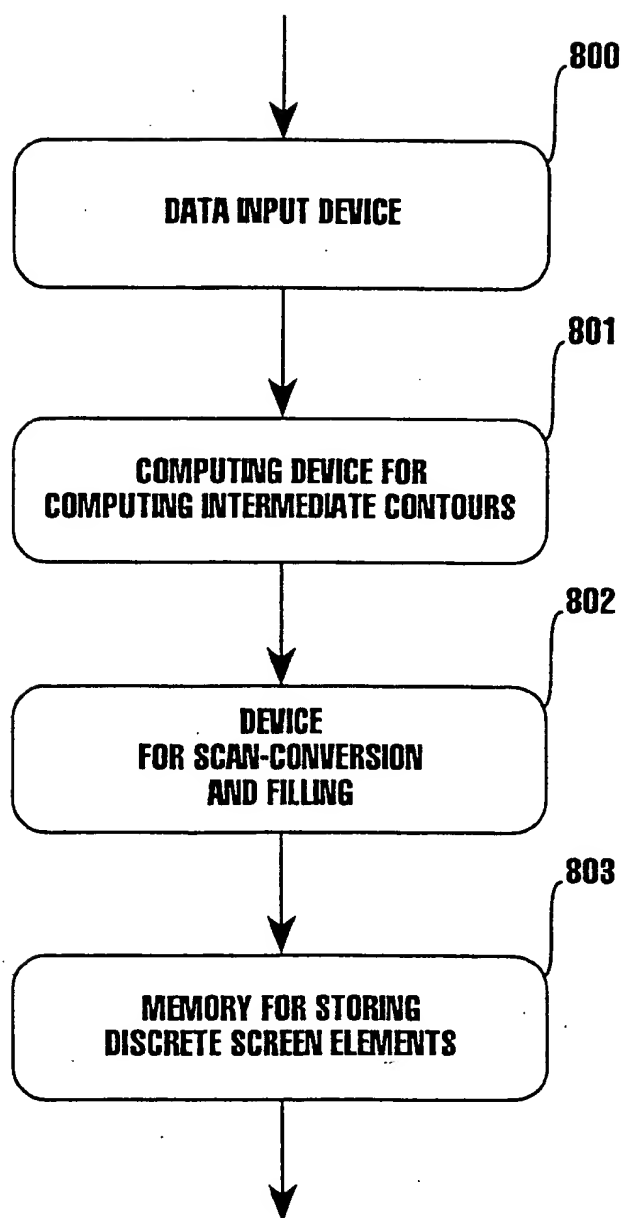 800
DATA INPUT DEVICE
801
COMPUTING DEVICE FOR
COMPUTING INTERMEDIATE CONTOURS
802
DEVICE
FOR SCAN-CONVERSION
AND FILLING
803
MEMORY FOR STORING
DISCRETE SCREEN ELEMENTS